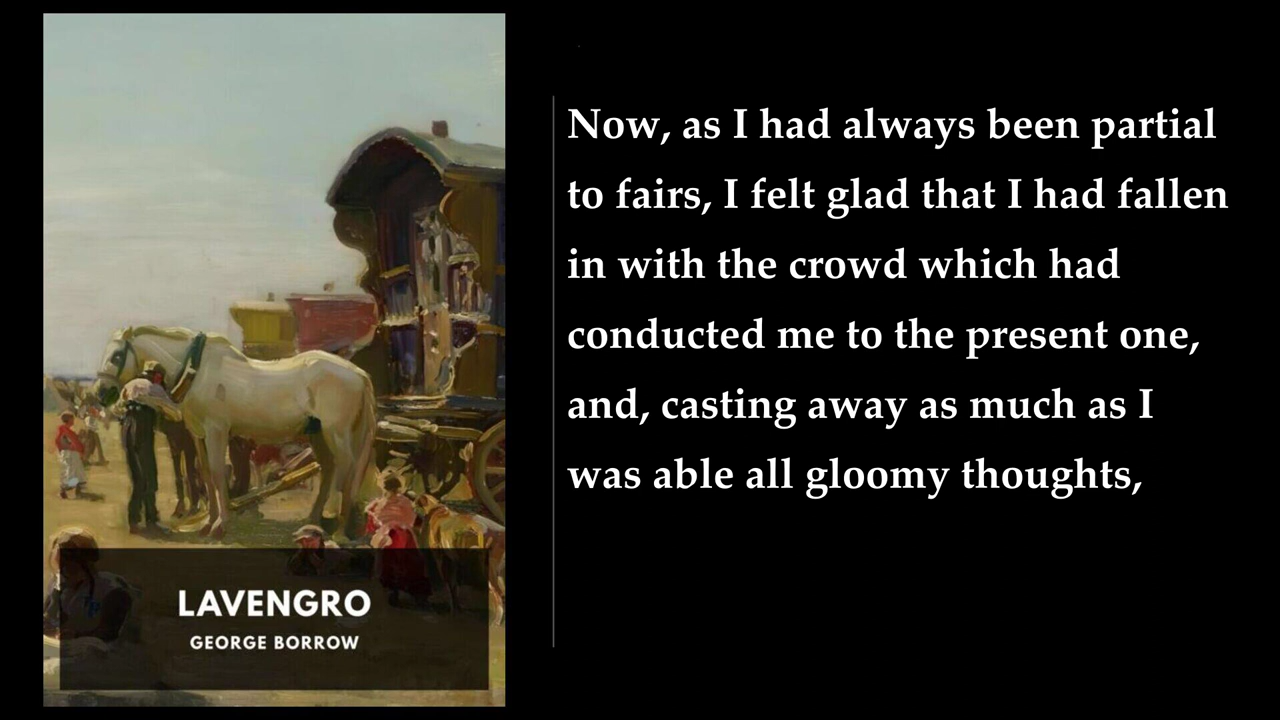 LAVENGRO
GEORGE BORROW
Now, as I had always been partial
to fairs, I felt glad that I had fallen
in with the crowd which had
conducted me to the present one,
and, casting away as much as I
was able all gloomy thoughts,